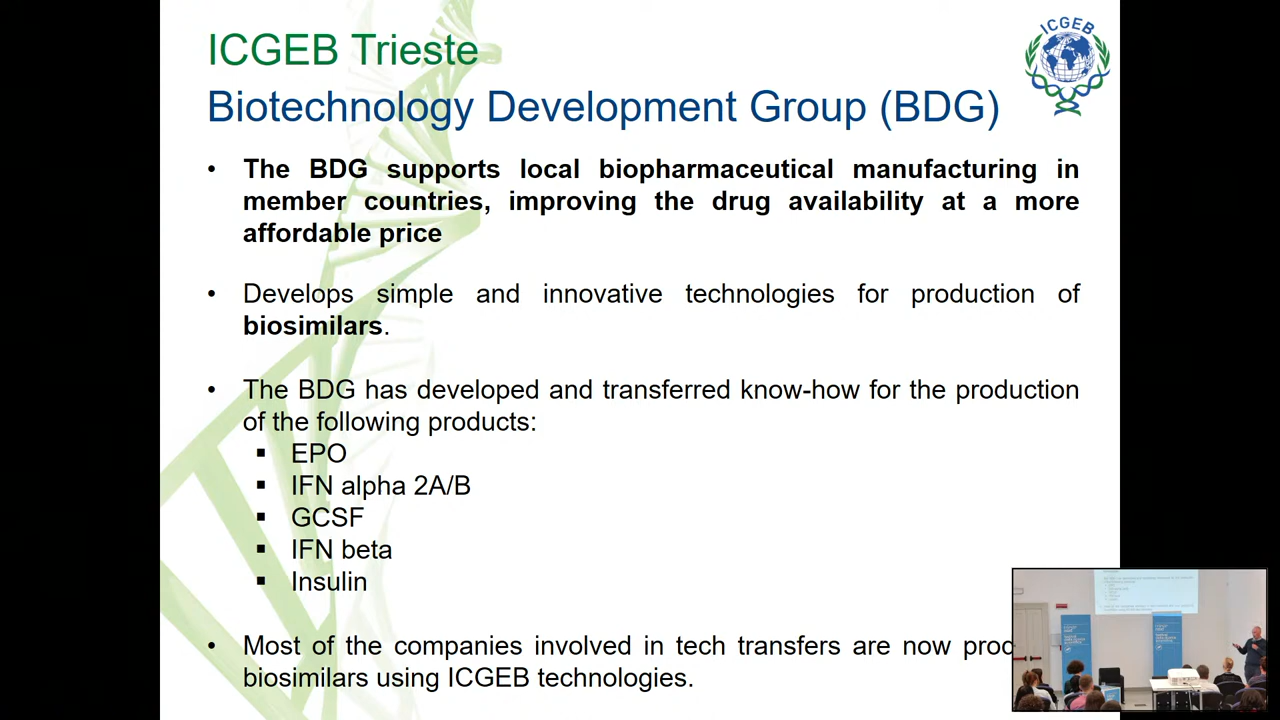 ICGEB Trieste
ICGEB
Biotechnology Development Group (BDG)
• The BDG supports local biopharmaceutical manufacturing in
member countries, improving the drug availability at a more
affordable price
• Develops simple and innovative technologies for production of
biosimilars.
• The BDG has developed and transferred know-how for the production
of the following products:
▪ EPO
▪ IFN alpha 2A/B
▪ GCSF
▪ IFN beta
▪ Insulin
• Most of the companies involved in tech transfers are now prod
biosimilars using ICGEB technologies.